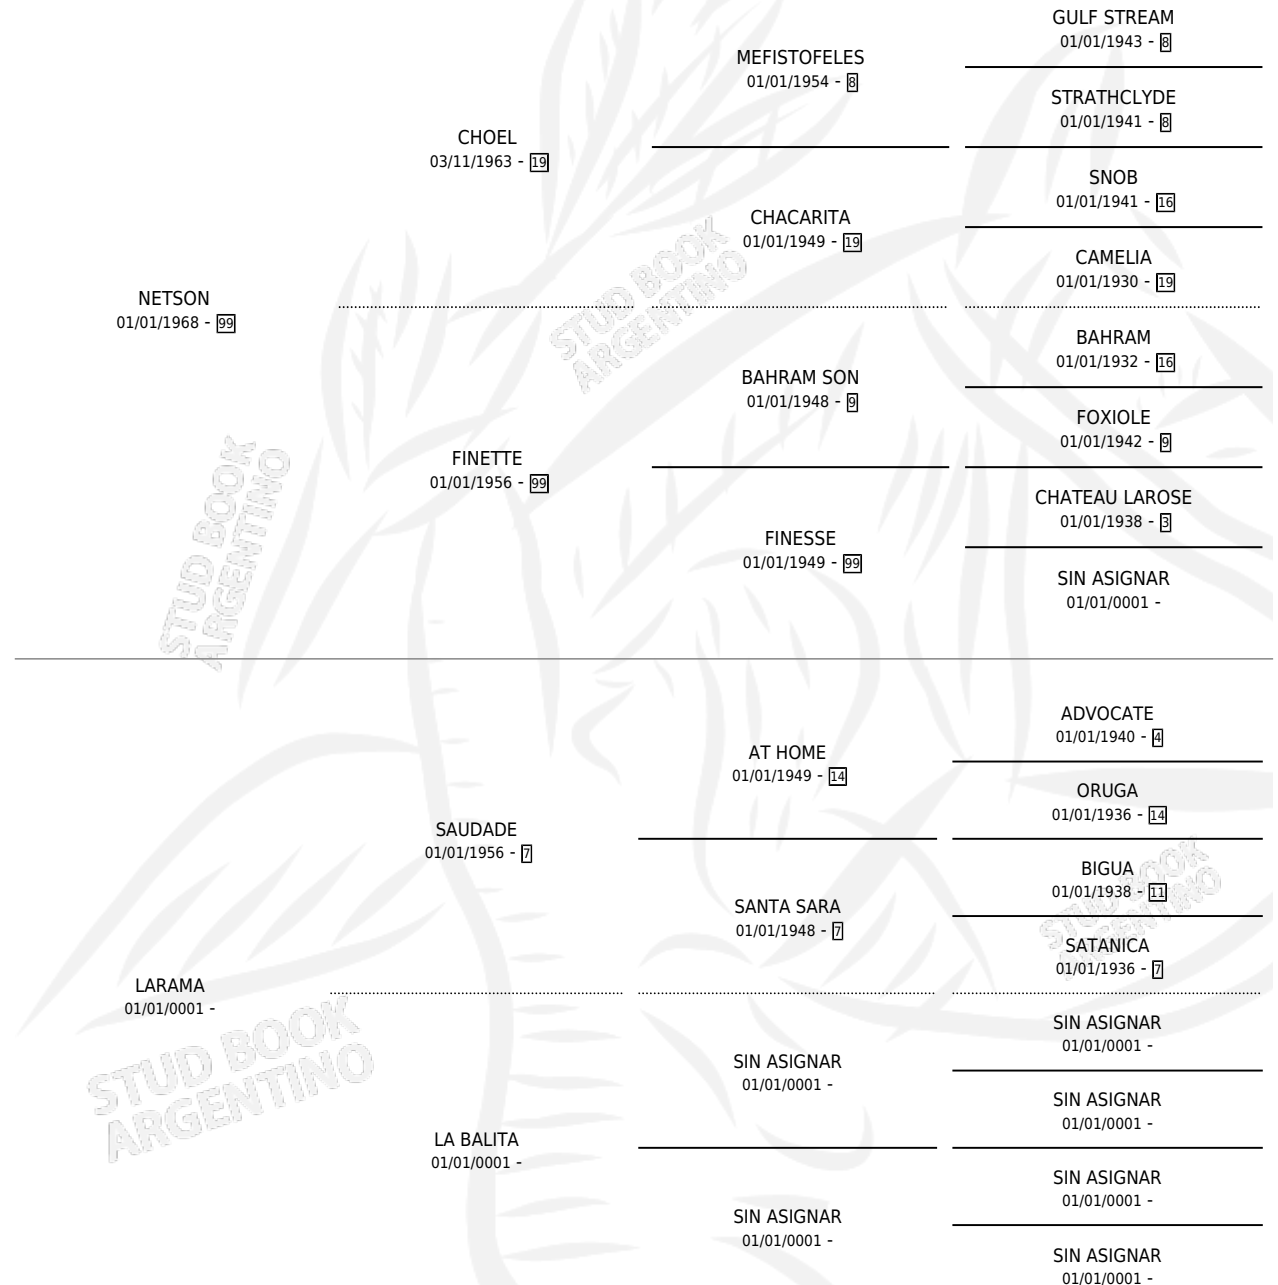 GULF STREAM
01/01/1943 - 8
MEFISTOFELES
01/01/1954 - 8
STRATHCLYDE
01/01/1941 - 8
CHOEL
03/11/1963 - 19
SNOB
01/01/1941 - 16
CHACARITA
01/01/1949 - 19
CAMELIA
01/01/1930 - 19
NETSON
01/01/1968 - 99
BAHRAM
01/01/1932 - 16
BAHRAM SON
01/01/1948 - 9
FOXIOLE
01/01/1942 - 9
FINETTE
01/01/1956 - 99
CHATEAU LAROSE
01/01/1938 - 3
FINESSE
01/01/1949 - 99
SIN ASIGNAR
01/01/0001 -
ADVOCATE
01/01/1940 - 4
AT HOME
01/01/1949 - 14
ORUGA
01/01/1936 - 14
SAUDADE
01/01/1956 - 7
BIGUA
01/01/1938 - 11
SANTA SARA
01/01/1948 - 7
SATANICA
01/01/1936 - 7
LARAMA
01/01/0001 -
SIN ASIGNAR
01/01/0001 -
SIN ASIGNAR
01/01/0001 -
SIN ASIGNAR
01/01/0001 -
LA BALITA
01/01/0001 -
SIN ASIGNAR
01/01/0001 -
SIN ASIGNAR
01/01/0001 -
SIN ASIGNAR
01/01/0001 -
STUD BOOK
ARGENTINO
STUD BOOK
ARGENTINO
STUD BOOK
ARGENTINO
STUD BOOK
ARGENTINO